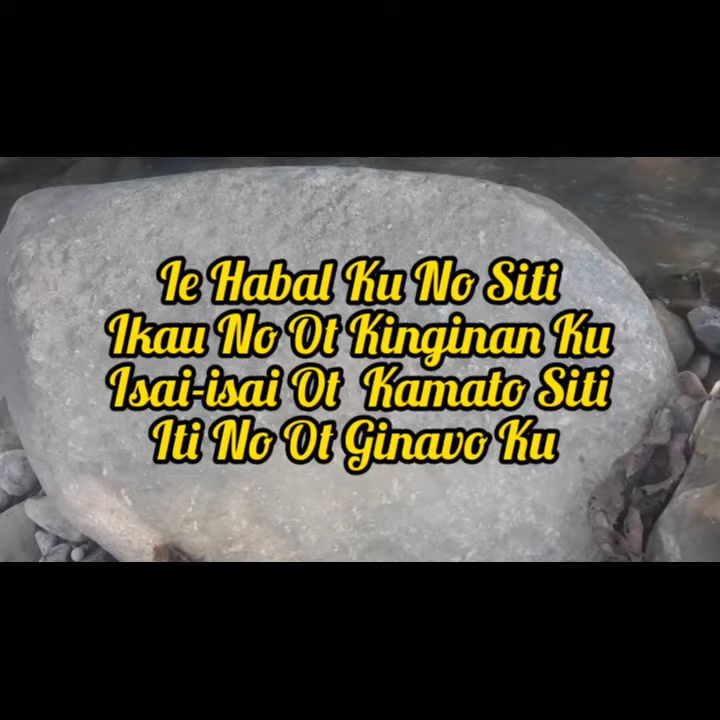 Ie Habal Ku No Siti
Ikau No Ot Kinginan Ku
Isai-isai Ot Kamato Siti
Iti No Ot Ginavo Ku